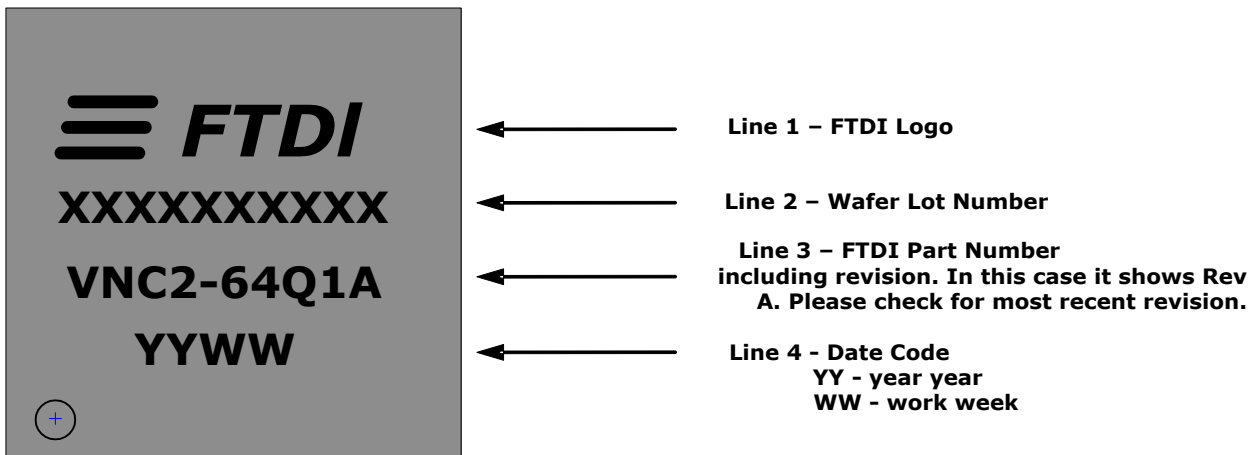 FTDI
XXXXXXXXXX
VNC2-64Q1A
YYWW
Line 1 – FTDI Logo
Line 2 – Wafer Lot Number
Line 3 – FTDI Part Number
including revision. In this case it shows Rev
A. Please check for most recent revision.
Line 4 - Date Code
YY - year year
WW - work week